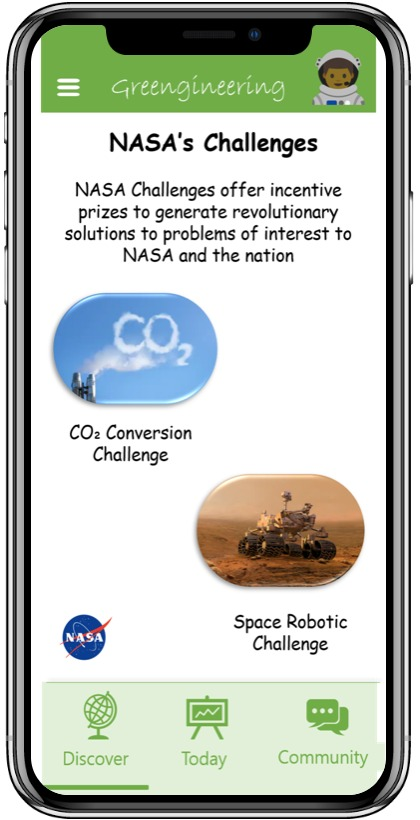 Greengineering
NASA's Challenges
NASA Challenges offer incentive
prizes to generate revolutionary
solutions to problems of interest to
NASA and the nation
CO2
CO₂ Conversion
Challenge
Space Robotic
Challenge
NASA
Discover
Today
Community